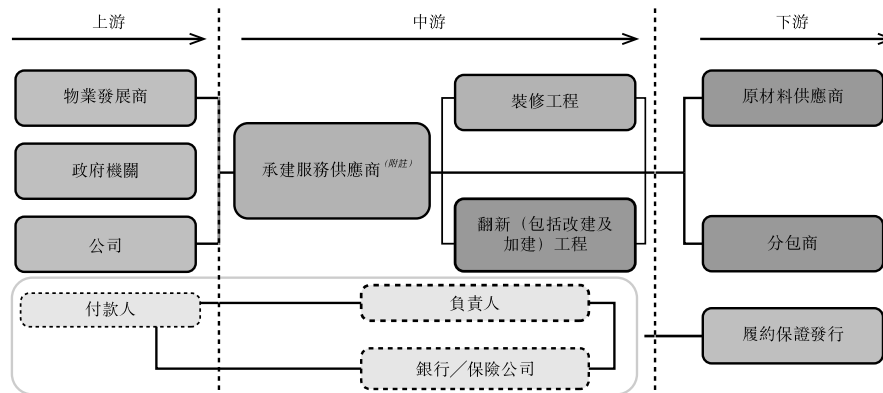 上游
中游
下游
物業發展商
政府機關
公司
承建服務供應商(附註)
裝修工程
翻新（包括改建及
加建）工程
原材料供應商
分包商
付款人
負責人
銀行／保險公司
履約保證發行